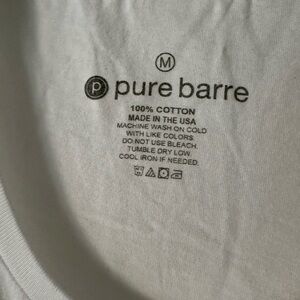 M
P pure barre
100% COTTON
MADE IN THE USA
MACHINE WASH ON COLD
WITH LIKE COLORS.
DO NOT USE BLEACH.
TUMBLE DRY LOW.
COOL IRON IF NEEDED.